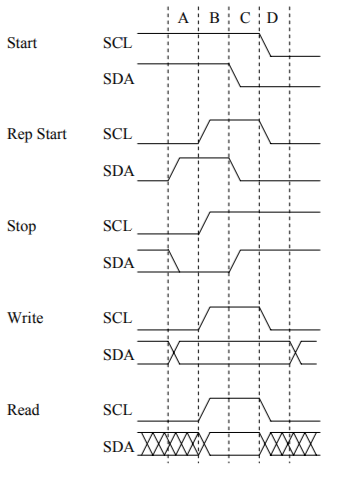 A B C D
Start SCL
SDA
Rep Start SCL
SDA
Stop SCL
SDA
Write SCL
SDA
Read SCL
SDA